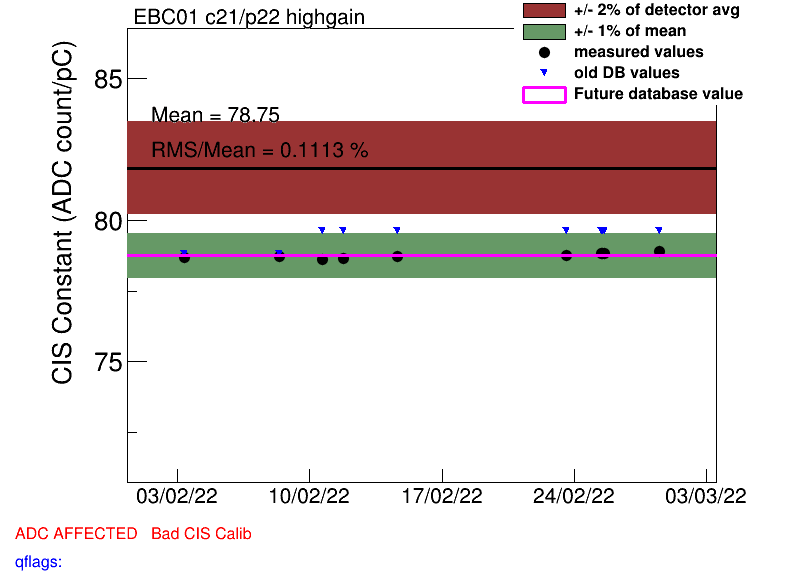 EBC01 c21/p22 highgain
+/- 2% of detector avg
+/- 1% of mean
measured values
old DB values
Future database value
CIS Constant (ADC count/pC)
85
80
75
Mean = 78.75
RMS/Mean = 0.1113 %
03/02/22 10/02/22 17/02/22 24/02/22 03/03/22
ADC AFFECTED Bad CIS Calib
qflags: